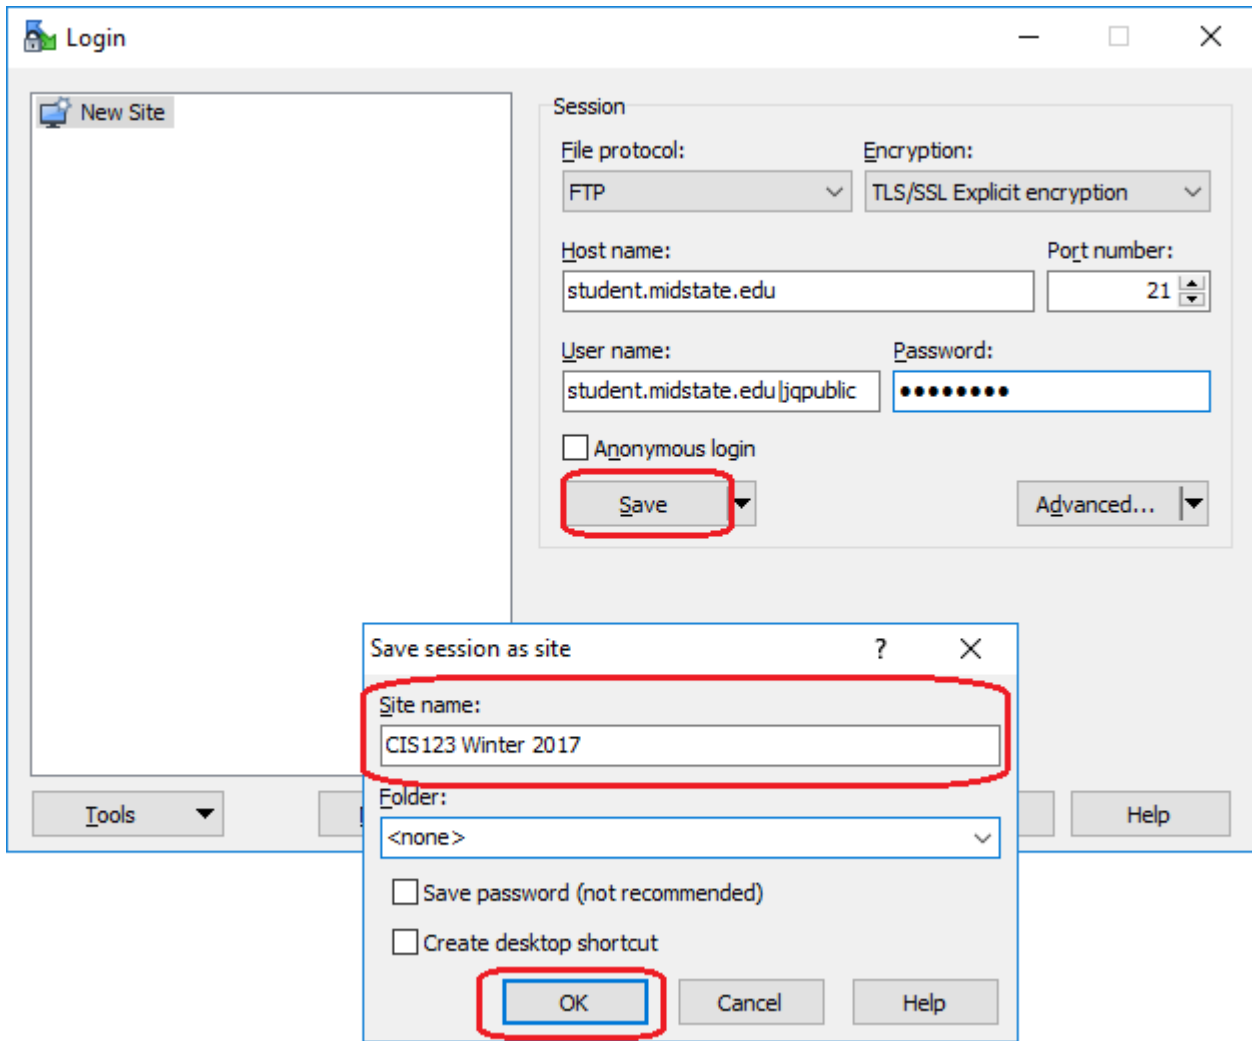 Login
New Site
Session
File protocol: Encryption:
FTP TLS/SSL Explicit encryption
Host name: Port number:
student.midstate.edu 21
User name: Password:
student.midstate.edu|jqpublic ●●●●●●●●
Anonymous login
Save Advanced...
Save session as site ?
Site name:
CIS123 Winter 2017
Folder:
<none>
Tools Help
Save password (not recommended)
Create desktop shortcut
OK Cancel Help